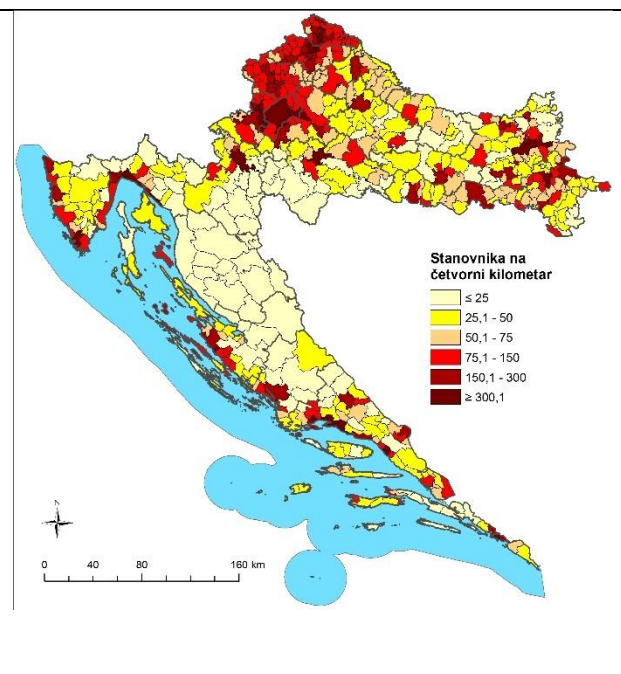 Stanovnika na
četvorni kilometar
≤ 25
25,1 - 50
50,1 - 75
75,1 - 150
150,1 - 300
≥ 300,1
N
0 40 80 160 km